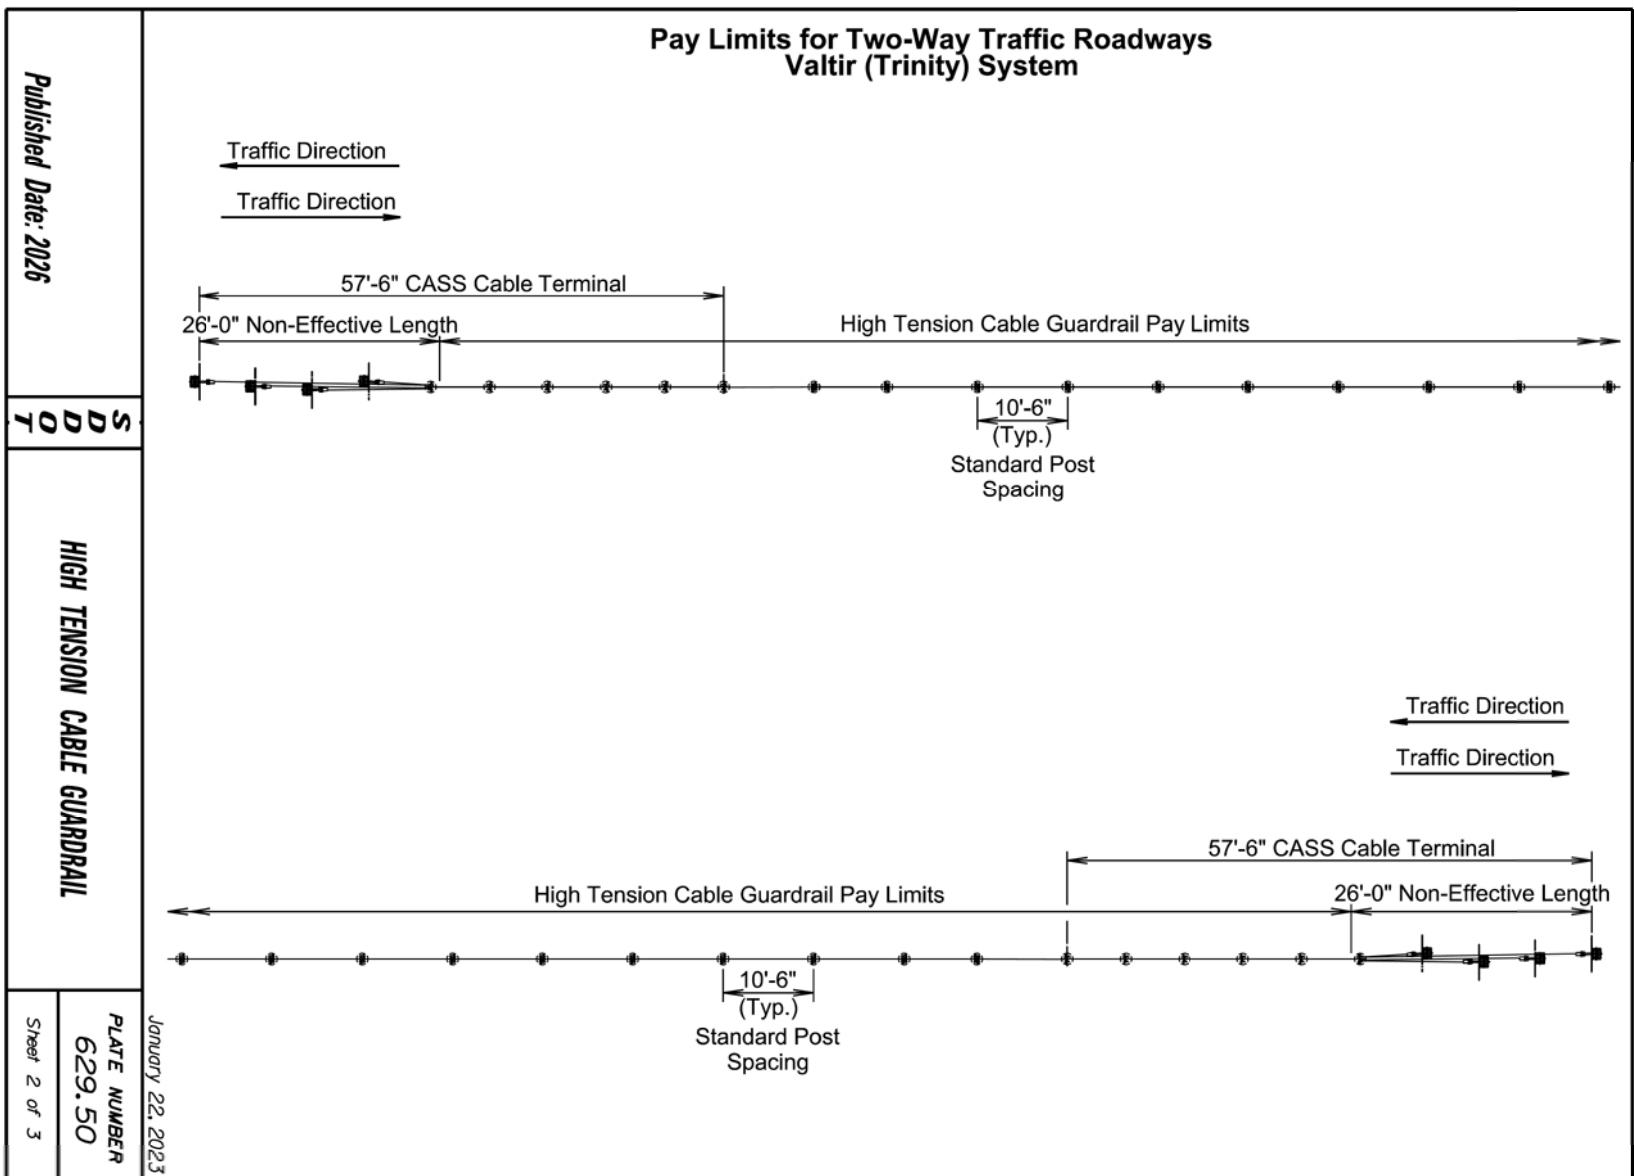 Pay Limits for Two-Way Traffic Roadways
Valtir (Trinity) System
Traffic Direction
Traffic Direction
57'-6" CASS Cable Terminal
26'-0" Non-Effective Length
High Tension Cable Guardrail Pay Limits
10'-6"
(Typ.)
Standard Post
Spacing
Traffic Direction
Traffic Direction
57'-6" CASS Cable Terminal
High Tension Cable Guardrail Pay Limits
26'-0" Non-Effective Length
10'-6"
(Typ.)
Standard Post
Spacing
January 22, 2023
Published Date: 2026
S D
D O
D T
HIGH TENSION CABLE GUARDRAIL
PLATE NUMBER
629.50
Sheet 2 of 3